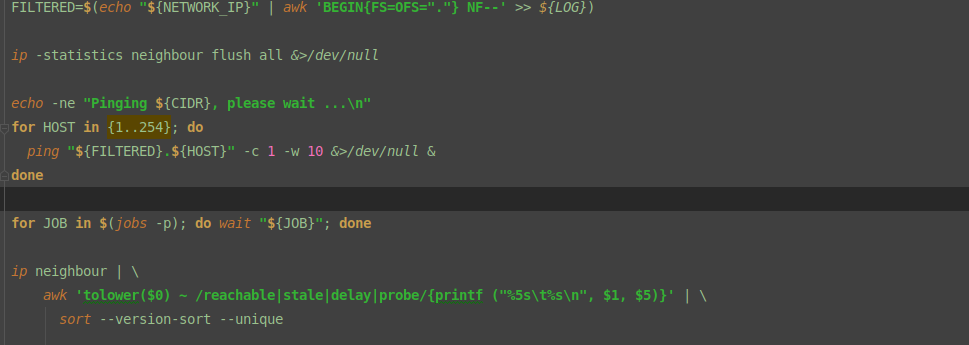 FILTERED=$(echo "${NETWORK_IP}" | awk 'BEGIN{FS=OFS="."} NF--' >> ${LOG})
ip -statistics neighbour flush all &>/dev/null
echo -ne "Pinging ${CIDR}, please wait ...\n"
for HOST in {1..254}; do
  ping "${FILTERED}.${HOST}" -c 1 -w 10 &>/dev/null &
done
for JOB in $(jobs -p); do wait "${JOB}"; done
ip neighbour | \
    awk 'tolower($0) ~ /reachable|stale|delay|probe/{printf ("%5s\t%s\n", $1, $5)}' | \
      sort --version-sort --unique